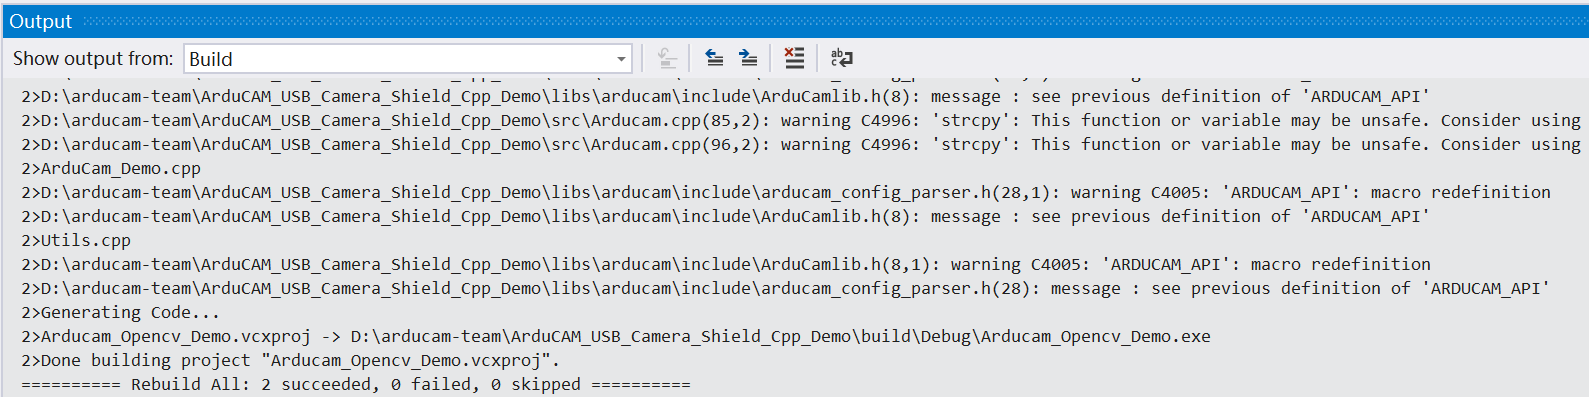 Output
Show output from: Build
2>D:\arducam-team\ArduCAM_USB_Camera_Shield_Cpp_Demo\libs\arducam\include\ArduCamlib.h(8): message : see previous definition of 'ARDUCAM_API'
2>D:\arducam-team\ArduCAM_USB_Camera_Shield_Cpp_Demo\src\Arducam.cpp(85,2): warning C4996: 'strcpy': This function or variable may be unsafe. Consider using
2>D:\arducam-team\ArduCAM_USB_Camera_Shield_Cpp_Demo\src\Arducam.cpp(96,2): warning C4996: 'strcpy': This function or variable may be unsafe. Consider using
2>ArduCam_Demo.cpp
2>D:\arducam-team\ArduCAM_USB_Camera_Shield_Cpp_Demo\libs\arducam\include\arducam_config_parser.h(28,1): warning C4005: 'ARDUCAM_API': macro redefinition
2>D:\arducam-team\ArduCAM_USB_Camera_Shield_Cpp_Demo\libs\arducam\include\ArduCamlib.h(8): message : see previous definition of 'ARDUCAM_API'
2>Utils.cpp
2>D:\arducam-team\ArduCAM_USB_Camera_Shield_Cpp_Demo\libs\arducam\include\ArduCamlib.h(8,1): warning C4005: 'ARDUCAM_API': macro redefinition
2>D:\arducam-team\ArduCAM_USB_Camera_Shield_Cpp_Demo\libs\arducam\include\arducam_config_parser.h(28): message : see previous definition of 'ARDUCAM_API'
2>Generating Code...
2>Arducam_Opencv_Demo.vcxproj -> D:\arducam-team\ArduCAM_USB_Camera_Shield_Cpp_Demo\build\Debug\Arducam_Opencv_Demo.exe
2>Done building project "Arducam_Opencv_Demo.vcxproj".
========== Rebuild All: 2 succeeded, 0 failed, 0 skipped ==========